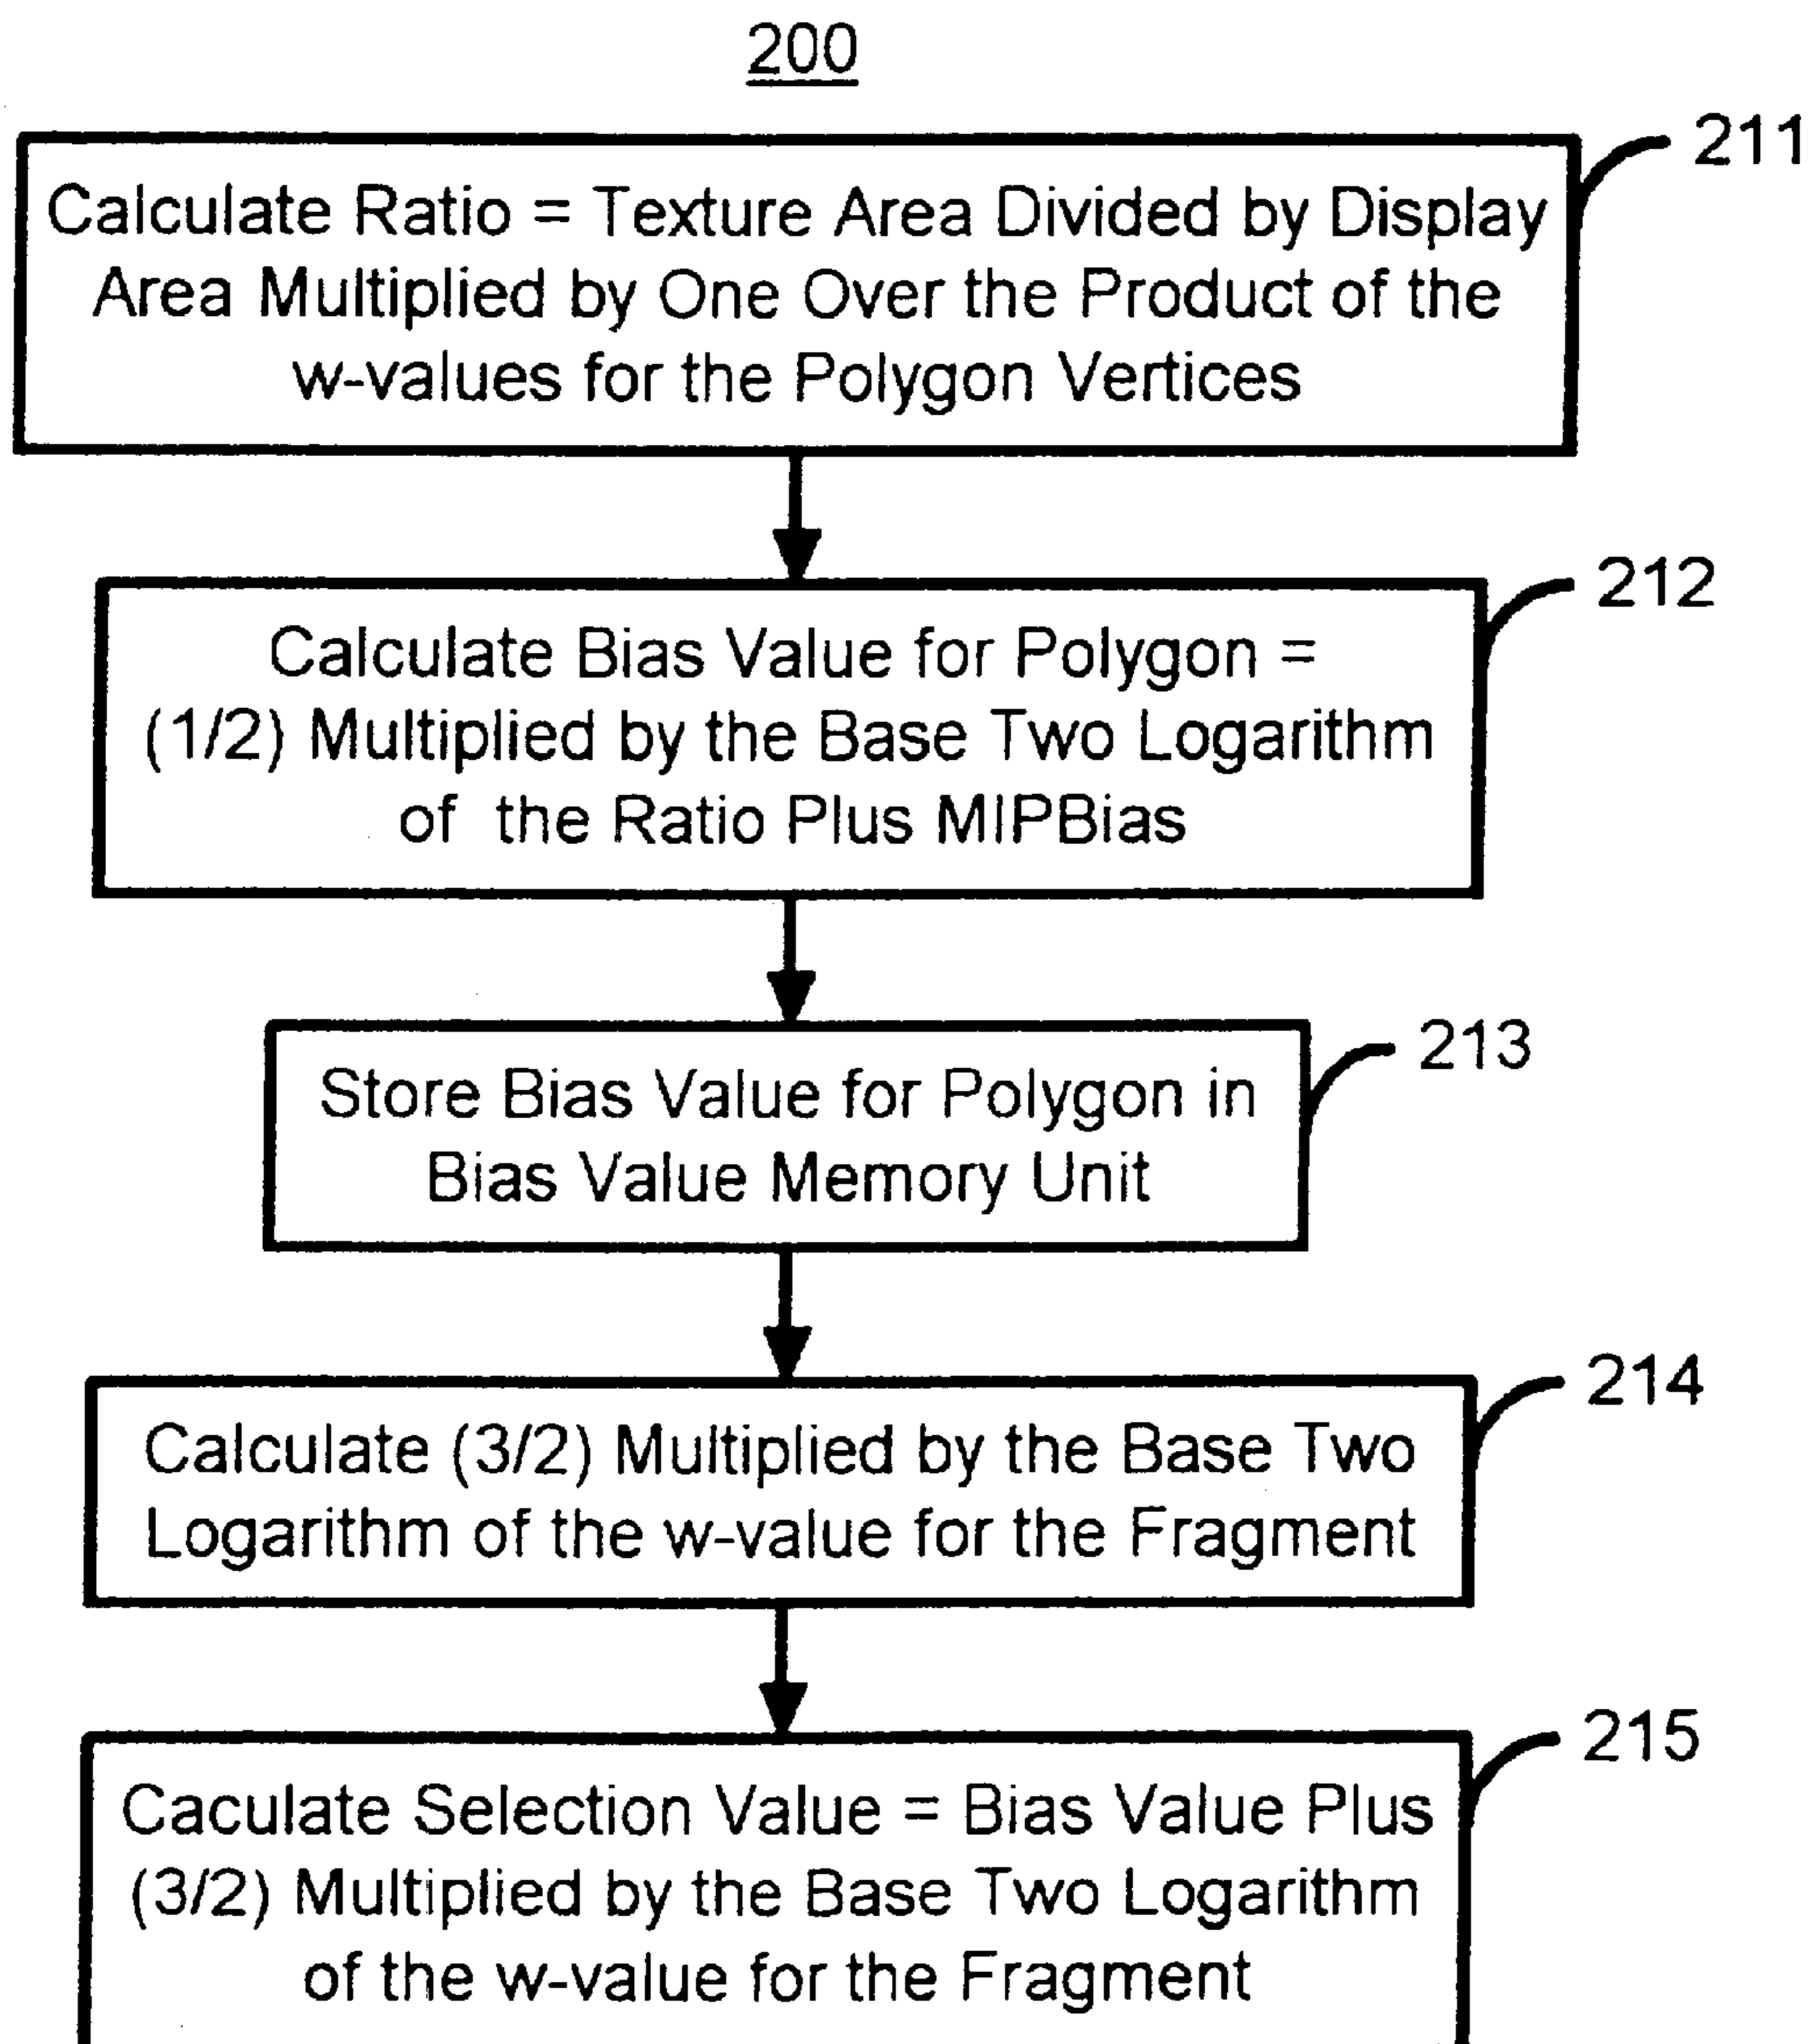 200
211
Calculate Ratio = Texture Area Divided by Display
Area Multiplied by One Over the Product of the
w-values for the Polygon Vertices
212
Calculate Bias Value for Polygon =
(1/2) Multiplied by the Base Two Logarithm
of the Ratio Plus MIPBias
213
Store Bias Value for Polygon in
Bias Value Memory Unit
214
Calculate (3/2) Multiplied by the Base Two
Logarithm of the w-value for the Fragment
215
Caculate Selection Value = Bias Value Plus
(3/2) Multiplied by the Base Two Logarithm
of the w-value for the Fragment